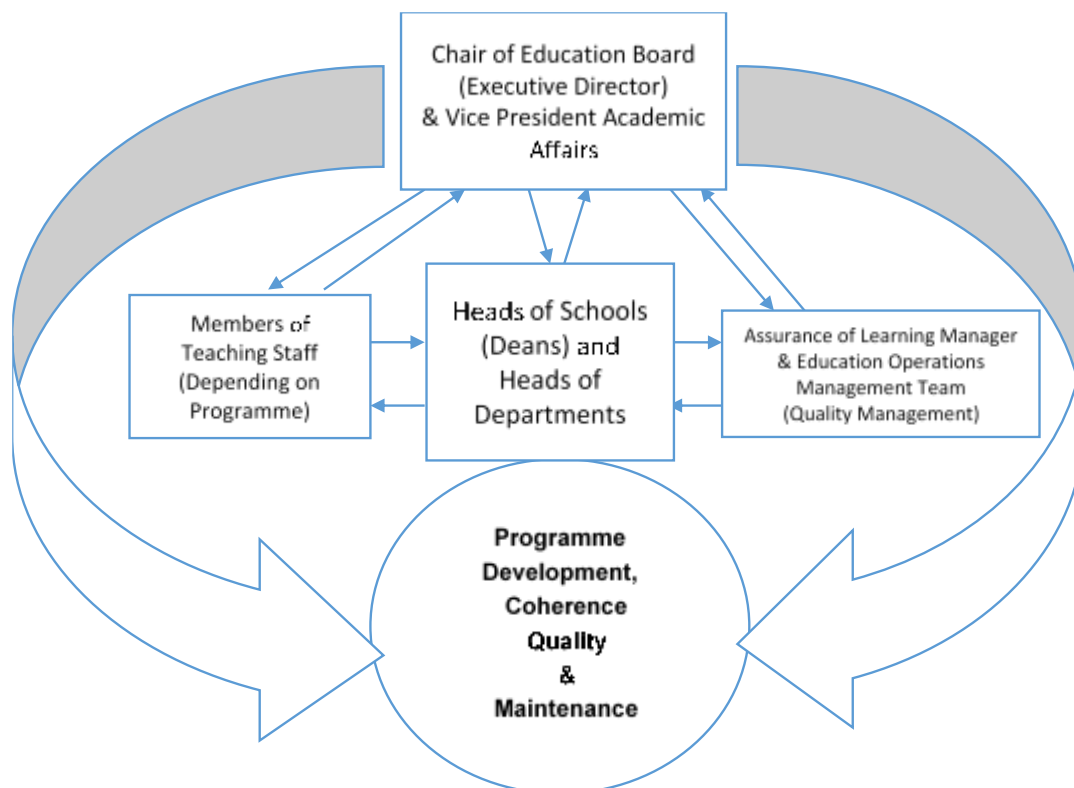 Chair of Education Board
(Executive Director)
& Vice President Academic
Affairs
Members of
Teaching Staff
(Depending on
Programme)
Heads of Schools
(Deans) and
Heads of
Departments
Assurance of Learning Manager
& Education Operations
Management Team
(Quality Management)
Programme
Development,
Coherence
Quality
&
Maintenance